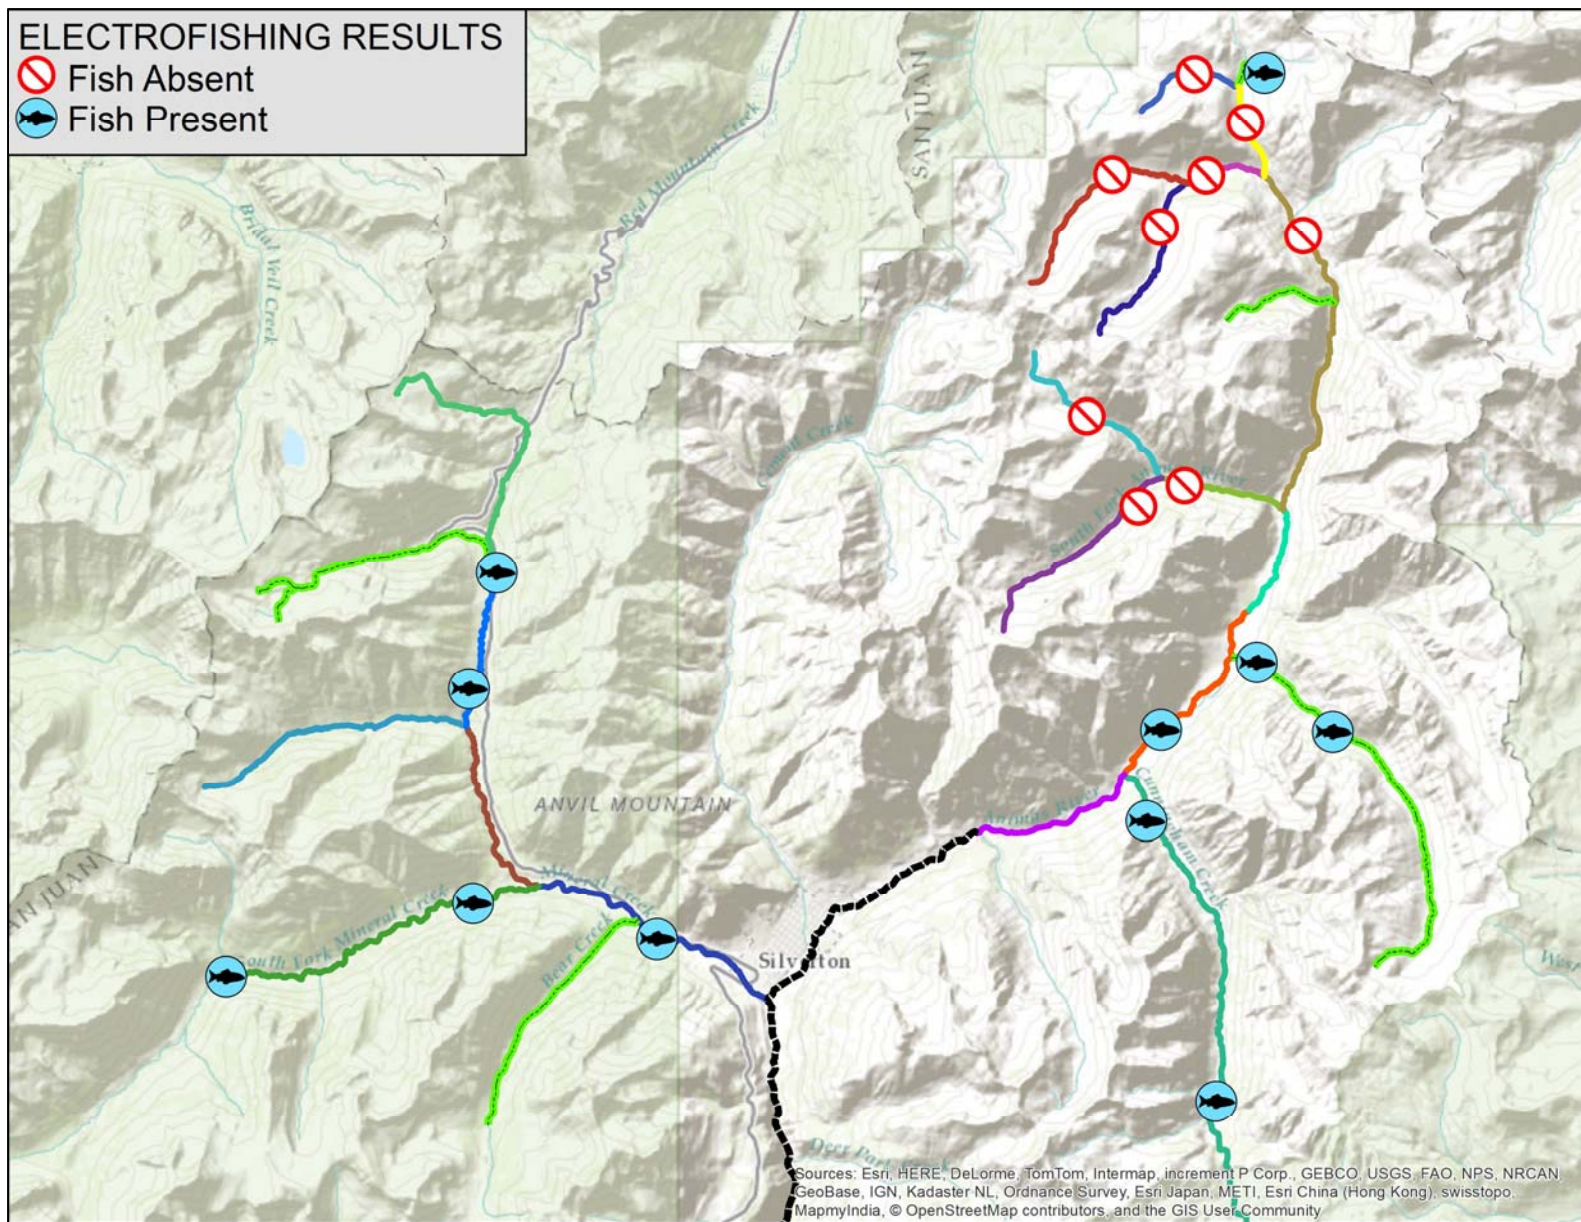 ELECTROFISHING RESULTS
Fish Absent
Fish Present
SAN JUAN
Red Mountain Creek
Bridal Veil Creek
Creek
South Fork
River
ANVIL MOUNTAIN
Animas River
Cunningham Creek
Mineral Creek
South Fork Mineral Creek
Bear Creek
Silverton
AN JUAN
West
Deer Park
Sources: Esri, HERE, DeLorme, TomTom, Intermap, increment P Corp., GEBCO, USGS, FAO, NPS, NRCAN,
GeoBase, IGN, Kadaster NL, Ordnance Survey, Esri Japan, METI, Esri China (Hong Kong), swisstopo,
MapmyIndia, © OpenStreetMap contributors, and the GIS User Community